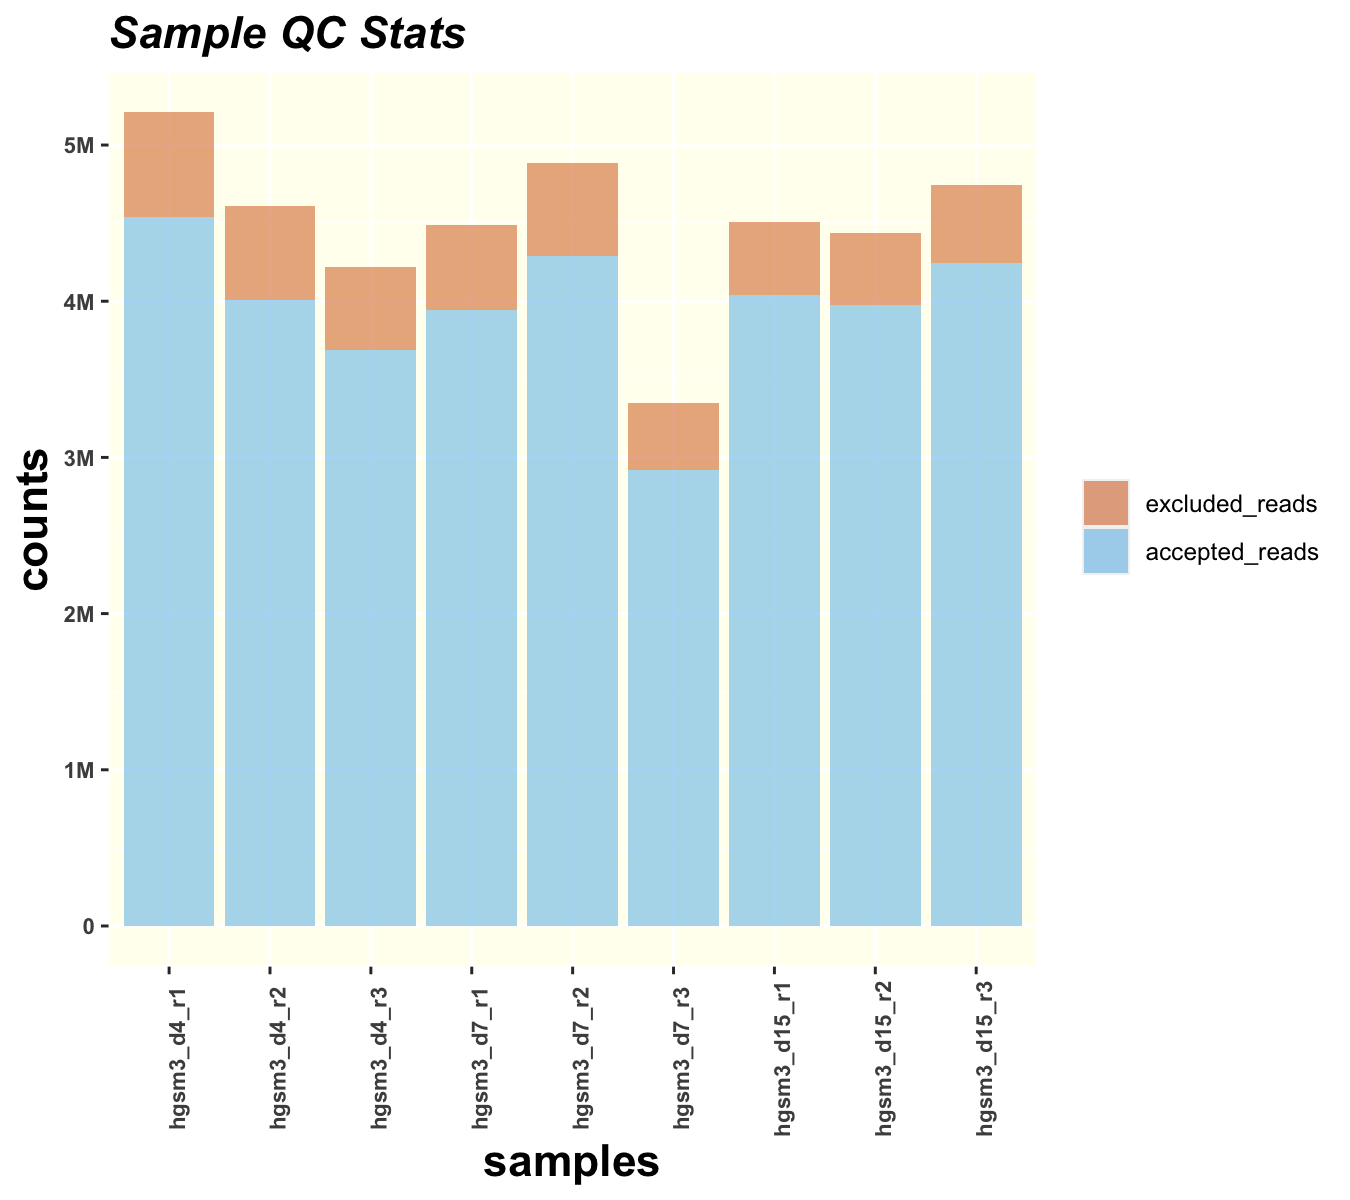 Sample QC Stats
counts
5M
4M
3M
2M
1M
0
hgsm3_d4_r1
hgsm3_d4_r2
hgsm3_d4_r3
hgsm3_d7_r1
hgsm3_d7_r2
hgsm3_d7_r3
hgsm3_d15_r1
hgsm3_d15_r2
hgsm3_d15_r3
samples
excluded_reads
accepted_reads